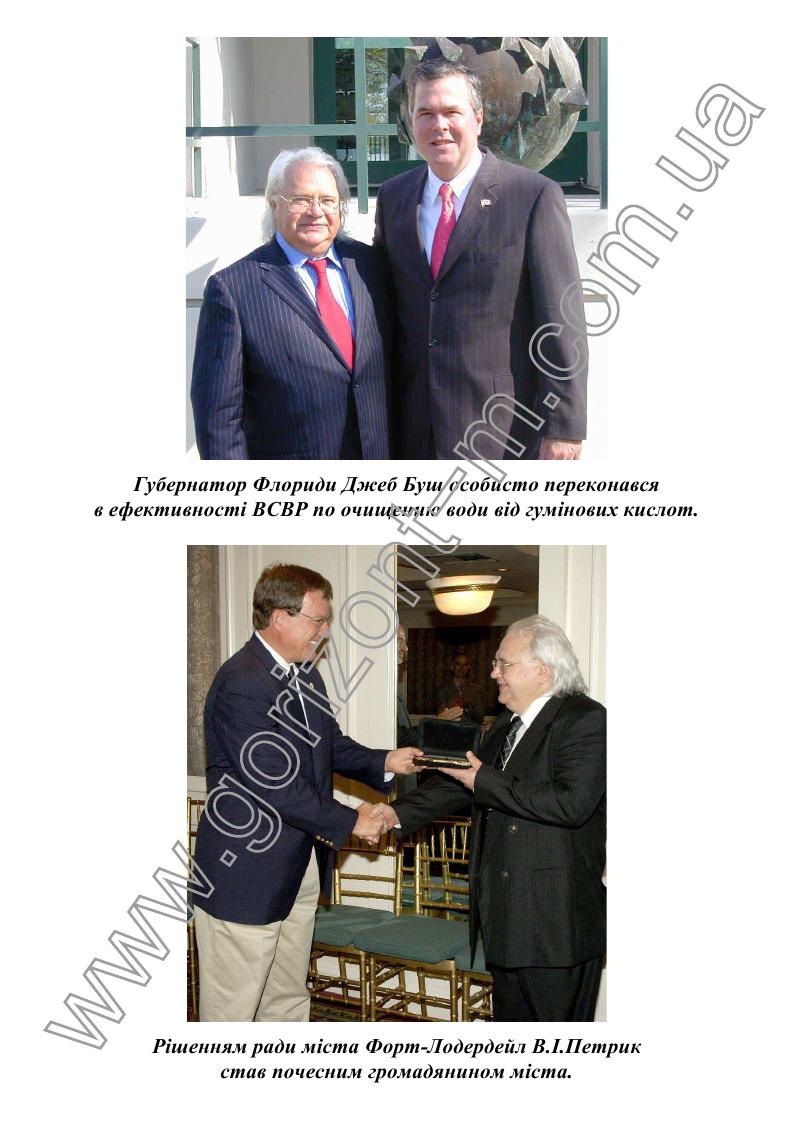 Губернатор Флориди Джеб Буш особисто переконався
в ефективності ВСВР по очищенню води від гумінових кислот.
www.gorizont-m.com.ua
Рішенням ради міста Форт-Лодердейл В.І.Петрик
став почесним громадянином міста.